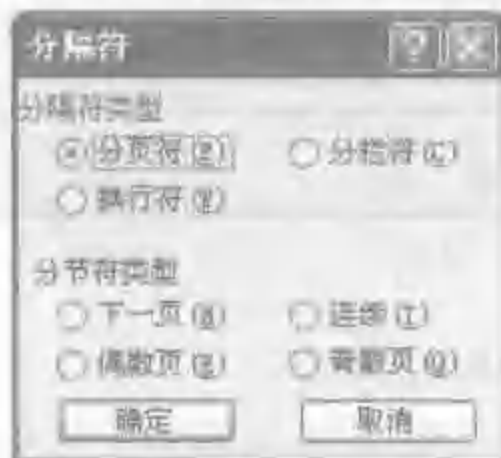 分隔符
分隔符类型
分页符(P) 分栏符(C)
换行符(W)
分节符类型
下一页(N) 连续(T)
偶数页(E) 奇数页(O)
确定 取消